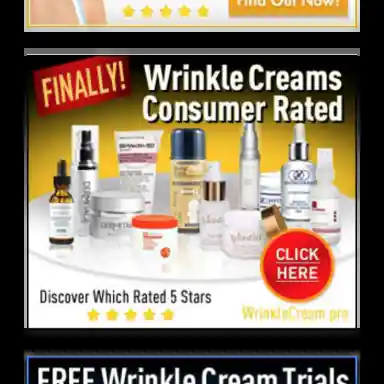 Find Out Now!
FINALLY!
Wrinkle Creams
Consumer Rated
CLICK
HERE
Discover Which Rated 5 Stars
WrinkleCream.pro
FREE Wrinkle Cream Trials